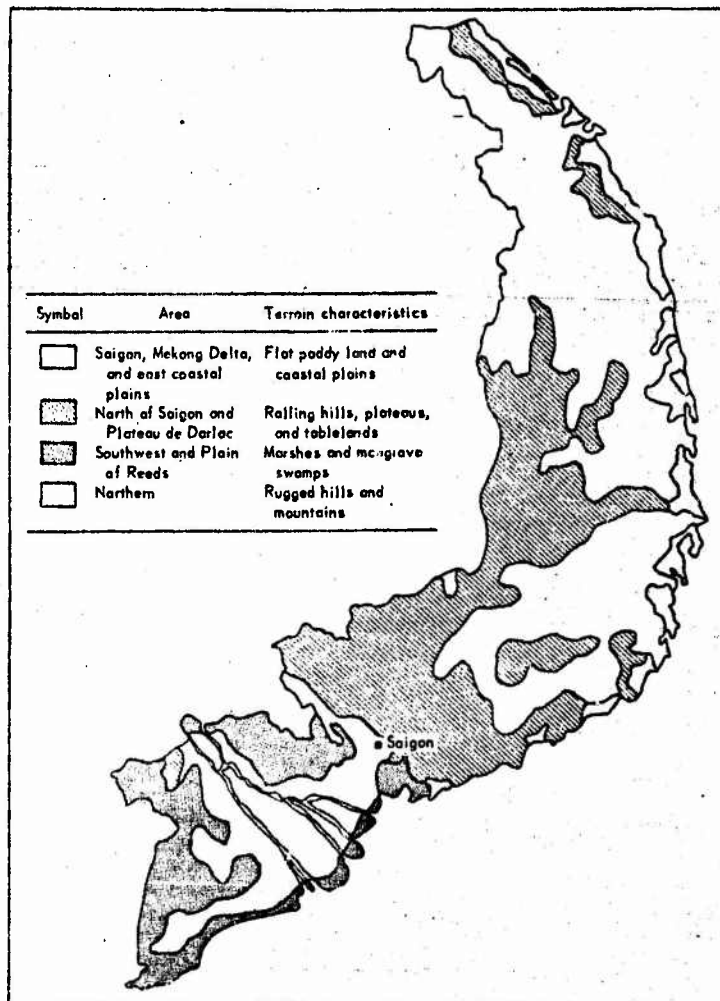 Symbol Area Terrain characteristics
Saigon, Mekong Delta, Flat paddy land and
and east coastal coastal plains
plains
North of Saigon and Rolling hills, plateaus,
Plateau de Darlac and tablelands
Southwest and Plain Marshes and mangrove
of Reeds swamps
Northern Rugged hills and
mountains
Saigon